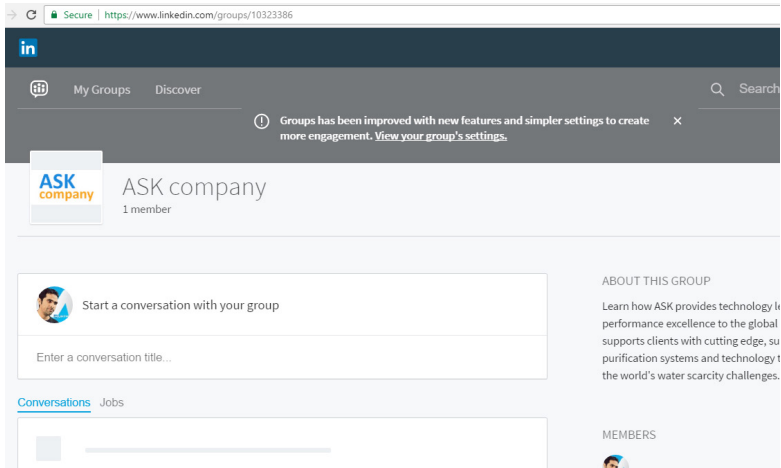 Secure | https://www.linkedin.com/groups/10323386
in
My Groups Discover Search
Groups has been improved with new features and simpler settings to create
more engagement. View your group's settings.
ASK
company
ASK company
1 member
Start a conversation with your group
Enter a conversation title...
Conversations Jobs
ABOUT THIS GROUP
Learn how ASK provides technology
performance excellence to the global
supports clients with cutting edge,
purification systems and technology
the world's water scarcity challenges.
MEMBERS